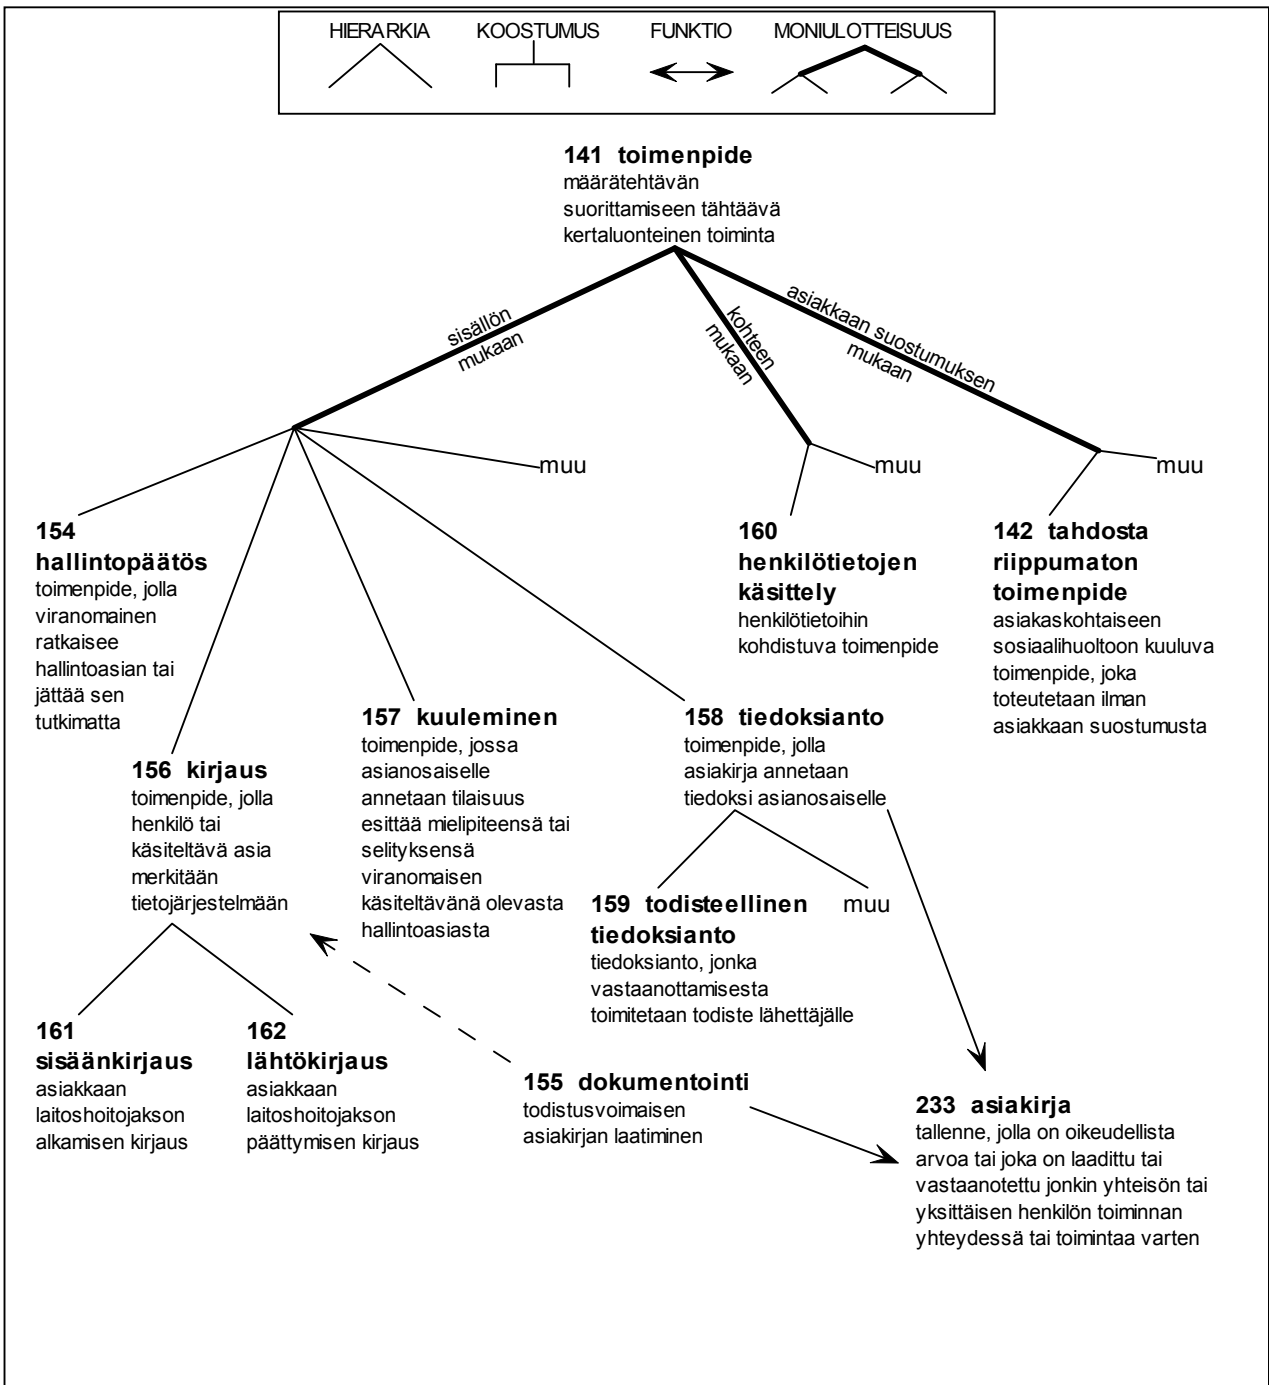 HIERARKIA KOOSTUMUS FUNKTIO MONIULOTTEISUUS
141 toimenpide
määrätehtävän
suorittamiseen tähtäävä
kertaluonteinen toiminta
sisällön
mukaan
kohteen
mukaan
asiakkaan suostumuksen
mukaan
muu
muu
muu
154
hallintopäätös
toimenpide, jolla
viranomainen
ratkaisee
hallintoasian tai
jättää sen
tutkimatta
160
henkilötietojen
käsittely
henkilötietoihin
kohdistuva toimenpide
142 tahdosta
riippumaton
toimenpide
asiakaskohtaiseen
sosiaalihuoltoon kuuluva
toimenpide, joka
toteutetaan ilman
asiakkaan suostumusta
156 kirjaus
toimenpide, jolla
henkilö tai
käsiteltävä asia
merkitään
tietojärjestelmään
157 kuuleminen
toimenpide, jossa
asianosaiselle
annetaan tilaisuus
esittää mielipiteensä tai
selityksensä
viranomaisen
käsiteltävänä olevasta
hallintoasiasta
158 tiedoksianto
toimenpide, jolla
asiakirja annetaan
tiedoksi asianosaiselle
159 todisteellinen
tiedoksianto
tiedoksianto, jonka
vastaanottamisesta
toimitetaan todiste lähettäjälle
muu
161
sisäänkirjaus
asiakkaan
laitoshoitojakson
alkamisen kirjaus
162
lähtökirjaus
asiakkaan
laitoshoitojakson
päättymisen kirjaus
155 dokumentointi
todistusvoimaisen
asiakirjan laatiminen
233 asiakirja
tallenne, jolla on oikeudellista
arvoa tai joka on laadittu tai
vastaanotettu jonkin yhteisön tai
yksittäisen henkilön toiminnan
yhteydessä tai toimintaa varten